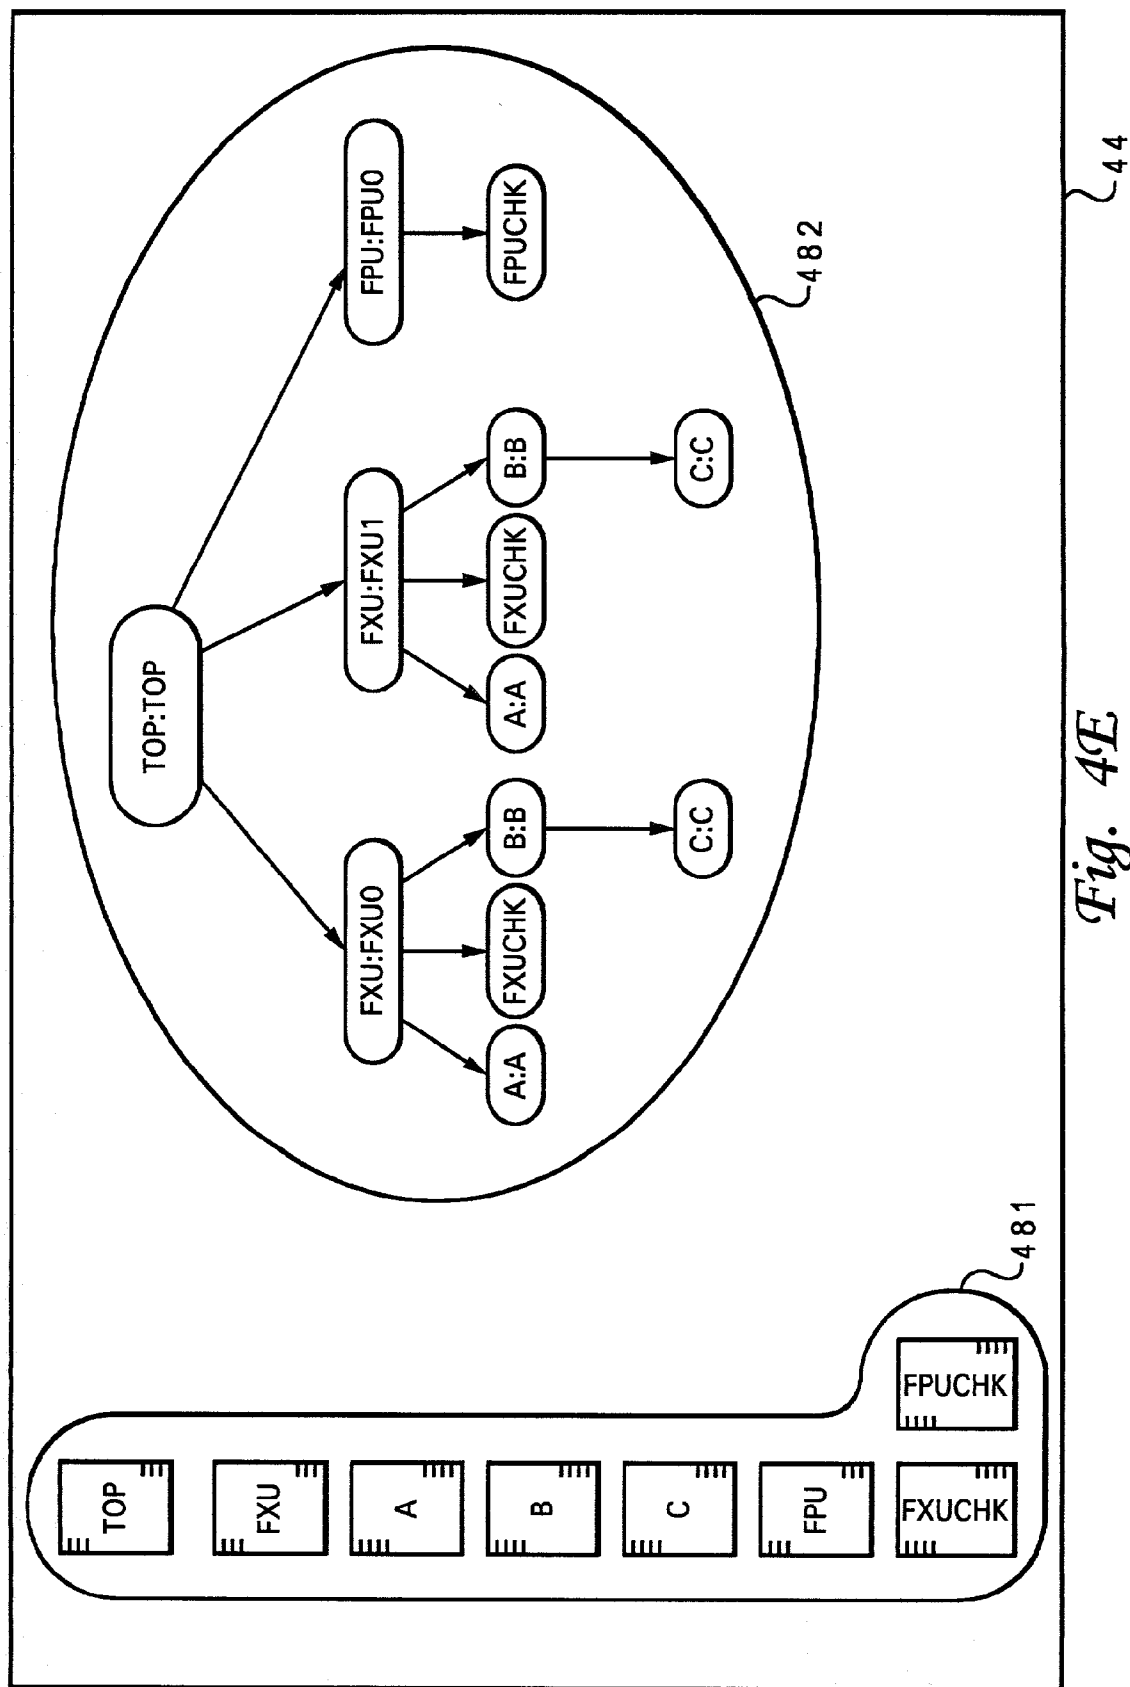 TOP
FXU
A
B
C
FPU
FXUCHK
FPUCHK
481
TOP:TOP
FXU:FXU0
FXU:FXU1
FPU:FPU0
A:A
FXUCHK
B:B
A:A
FXUCHK
B:B
FPUCHK
C:C
C:C
482
44
Fig. 4E